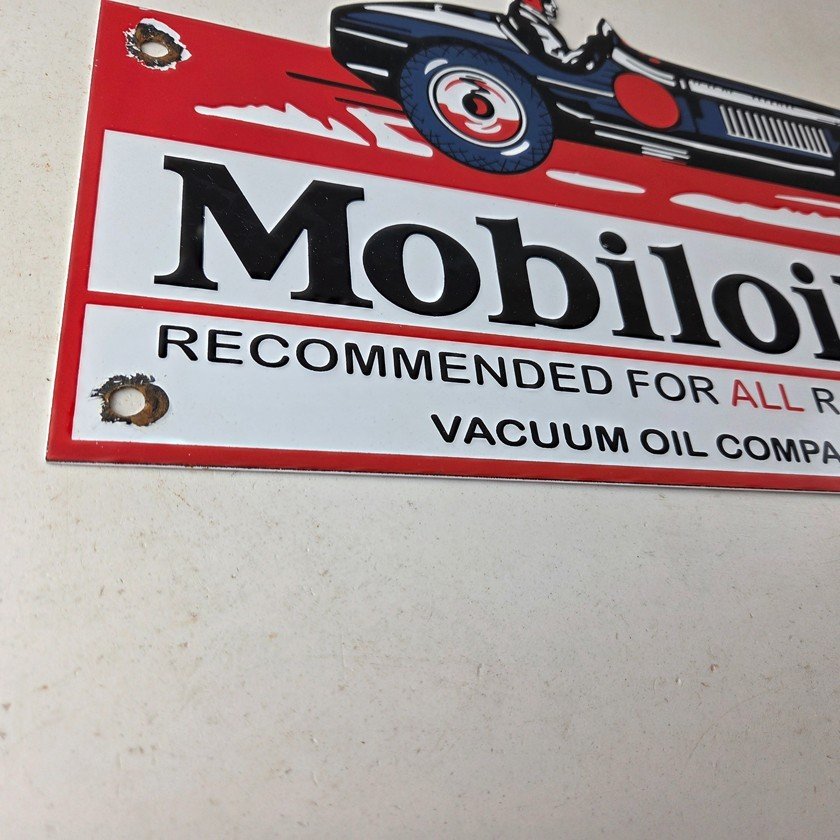 Mobiloi
RECOMMENDED FOR ALL R
VACUUM OIL COMPA